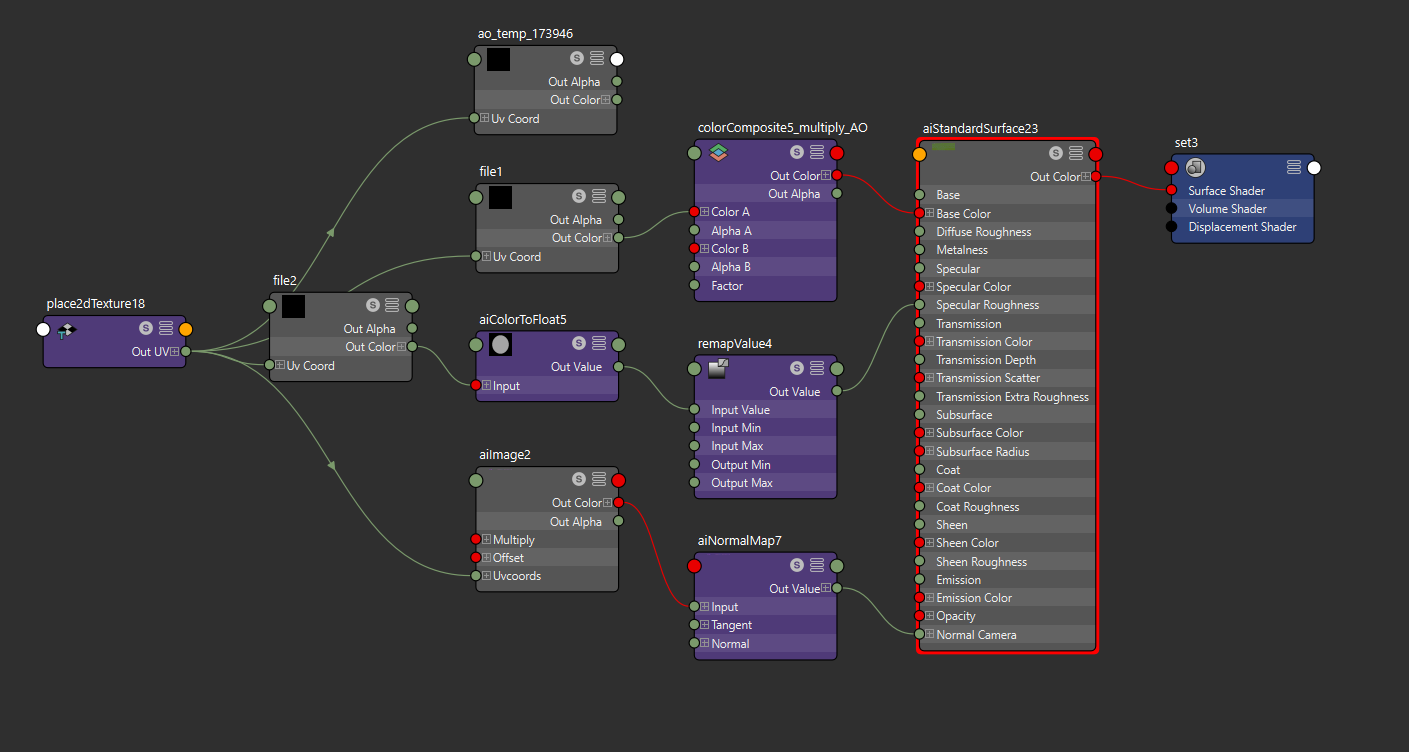 ao_temp_173946
S
Out Alpha
Out Color
Uv Coord
file1
S
Out Alpha
Out Color
Uv Coord
file2
S
Out Alpha
Out Color
Uv Coord
place2dTexture18
S
Out UV
aiColorToFloat5
S
Out Value
Input
aiImage2
S
Out Color
Out Alpha
Multiply
Offset
Uvcoords
colorComposite5_multiply_AO
S
Out Color
Out Alpha
Color A
Alpha A
Color B
Alpha B
Factor
remapValue4
S
Out Value
Input Value
Input Min
Input Max
Output Min
Output Max
aiNormalMap7
S
Out Value
Input
Tangent
Normal
aiStandardSurface23
S
Out Color
Base
Base Color
Diffuse Roughness
Metalness
Specular
Specular Color
Specular Roughness
Transmission
Transmission Color
Transmission Depth
Transmission Scatter
Transmission Extra Roughness
Subsurface
Subsurface Color
Subsurface Radius
Coat
Coat Color
Coat Roughness
Sheen
Sheen Color
Sheen Roughness
Emission
Emission Color
Opacity
Normal Camera
set3
Surface Shader
Volume Shader
Displacement Shader